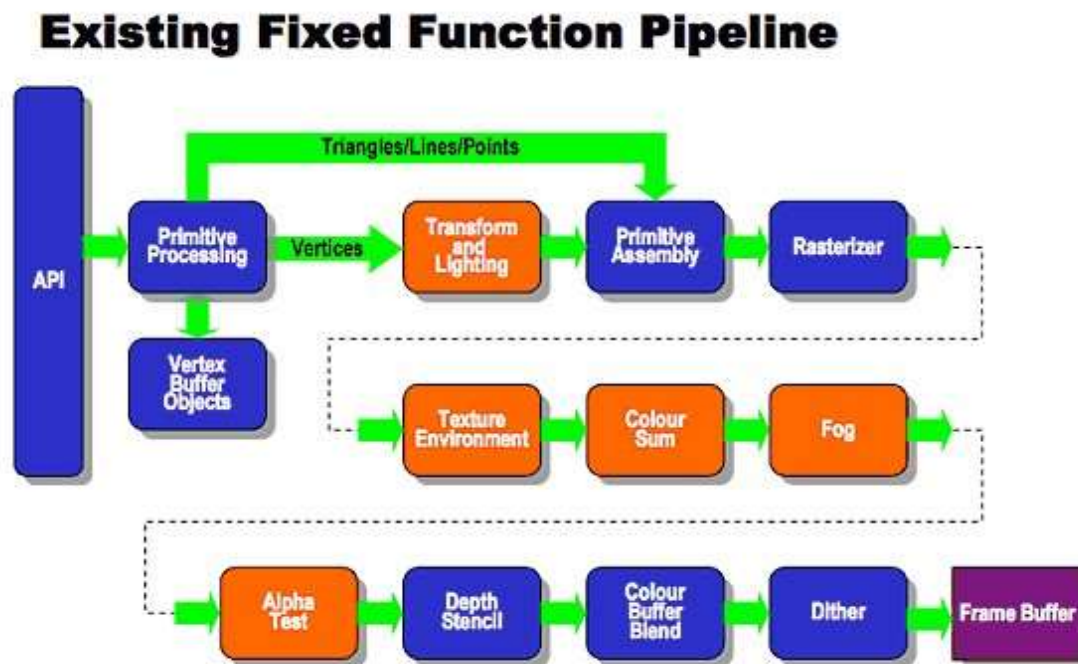 Existing Fixed Function Pipeline
Triangles/Lines/Points
API
Primitive
Processing
Vertices
Transform
and
Lighting
Primitive
Assembly
Rasterizer
Vertex
Buffer
Objects
Texture
Environment
Colour
Sum
Fog
Alpha
Test
Depth
Stencil
Colour
Buffer
Blend
Dither
Frame Buffer